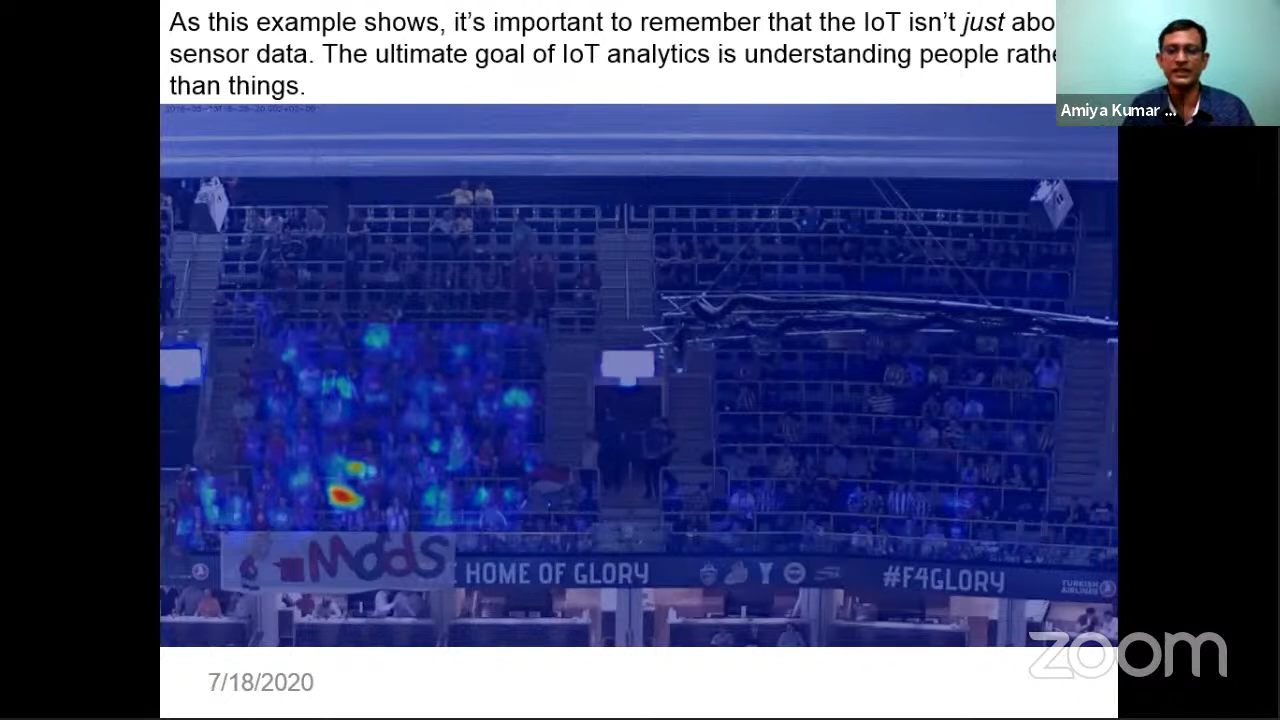 As this example shows, it’s important to remember that the IoT isn’t just abo
sensor data. The ultimate goal of IoT analytics is understanding people rathe
than things.
Amiya Kumar ...
Mods
HOME OF GLORY
#F4GLORY
TURKISH
AIRLINES
zoom
7/18/2020